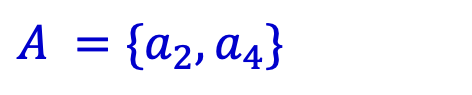 A = {a₂, a₄}